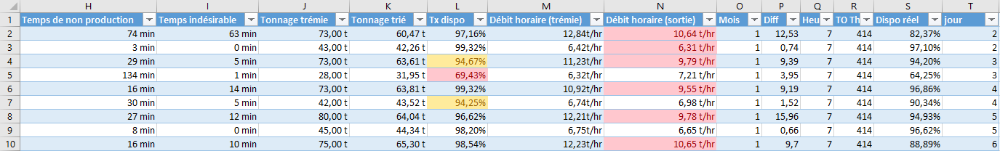 H I J K L M N O P Q R S T
1 Temps de non production Temps indésirable Tonnage trémie Tonnage trié Tx dispo Débit horaire (trémie) Débit horaire (sortie) Mois Diff Heu TO Th Dispo réel jour
2 74 min 63 min 73,00 t 60,47 t 97,16% 12,84t/hr 10,64 t/hr 1 12,53 7 414 82,37% 2
3 3 min 0 min 43,00 t 42,26 t 99,32% 6,42t/hr 6,31 t/hr 1 0,74 7 414 97,10% 2
4 29 min 5 min 73,00 t 63,61 t 94,67% 11,23t/hr 9,79 t/hr 1 9,39 7 414 94,20% 3
5 134 min 1 min 28,00 t 31,95 t 69,43% 6,32t/hr 7,21 t/hr 1 3,95 7 414 64,25% 3
6 16 min 14 min 73,00 t 63,81 t 99,32% 10,92t/hr 9,55 t/hr 1 9,19 7 414 96,86% 4
7 30 min 5 min 42,00 t 43,52 t 94,25% 6,74t/hr 6,98 t/hr 1 1,52 7 414 90,34% 4
8 27 min 12 min 80,00 t 64,04 t 96,62% 12,21t/hr 9,78 t/hr 1 15,96 7 414 94,93% 5
9 8 min 0 min 45,00 t 44,34 t 98,20% 6,75t/hr 6,65 t/hr 1 0,66 7 414 96,62% 5
10 16 min 10 min 75,00 t 65,30 t 98,54% 12,23t/hr 10,65 t/hr 1 9,7 7 414 88,89% 6